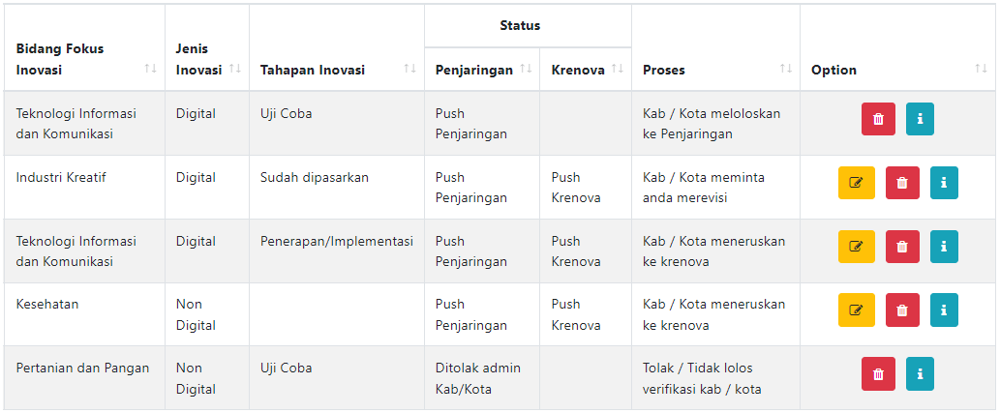 Status
Bidang Fokus
Inovasi
Jenis
Inovasi
Tahapan Inovasi
Penjaringan
Krenova
Proses
Option
Teknologi Informasi
dan Komunikasi
Digital
Uji Coba
Push
Penjaringan
Kab / Kota meloloskan
ke Penjaringan
Industri Kreatif
Digital
Sudah dipasarkan
Push
Penjaringan
Push
Krenova
Kab / Kota meminta
anda merevisi
Teknologi Informasi
dan Komunikasi
Digital
Penerapan/Implementasi
Push
Penjaringan
Push
Krenova
Kab / Kota meneruskan
ke krenova
Kesehatan
Non
Digital
Push
Penjaringan
Push
Krenova
Kab / Kota meneruskan
ke krenova
Pertanian dan Pangan
Non
Digital
Uji Coba
Ditolak admin
Kab/Kota
Tolak / Tidak lolos
verifikasi kab / kota